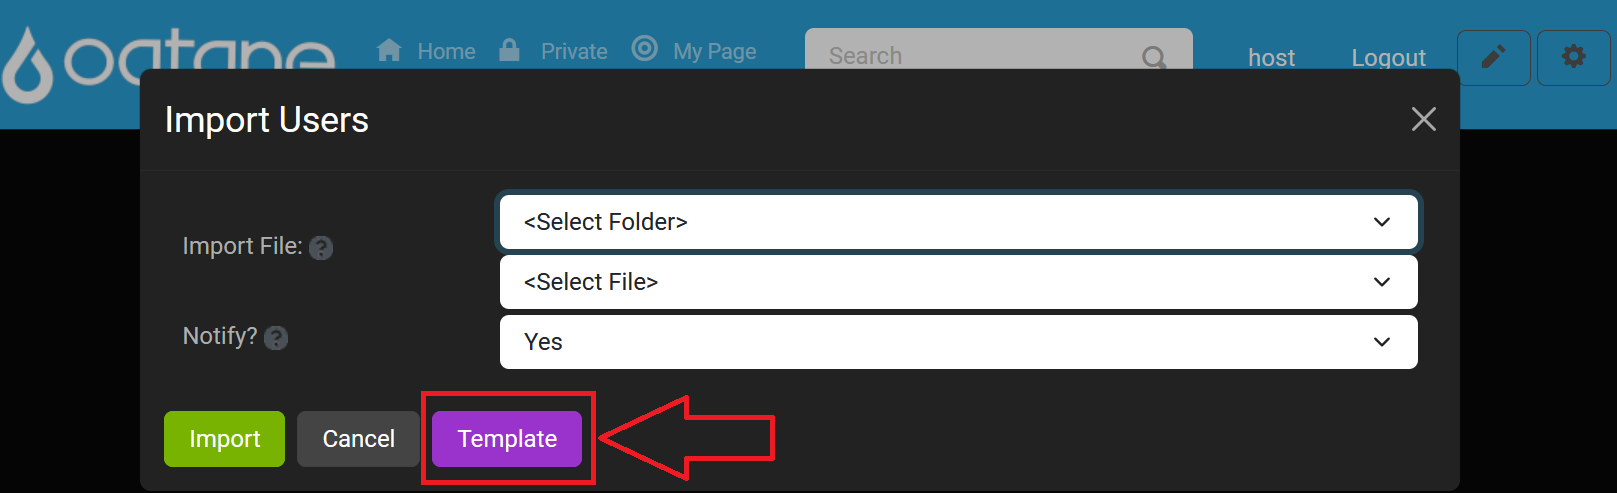 oqtane Home Private My Page Search host Logout
Import Users
<Select Folder>
Import File:
<Select File>
Notify? Yes
Import Cancel Template